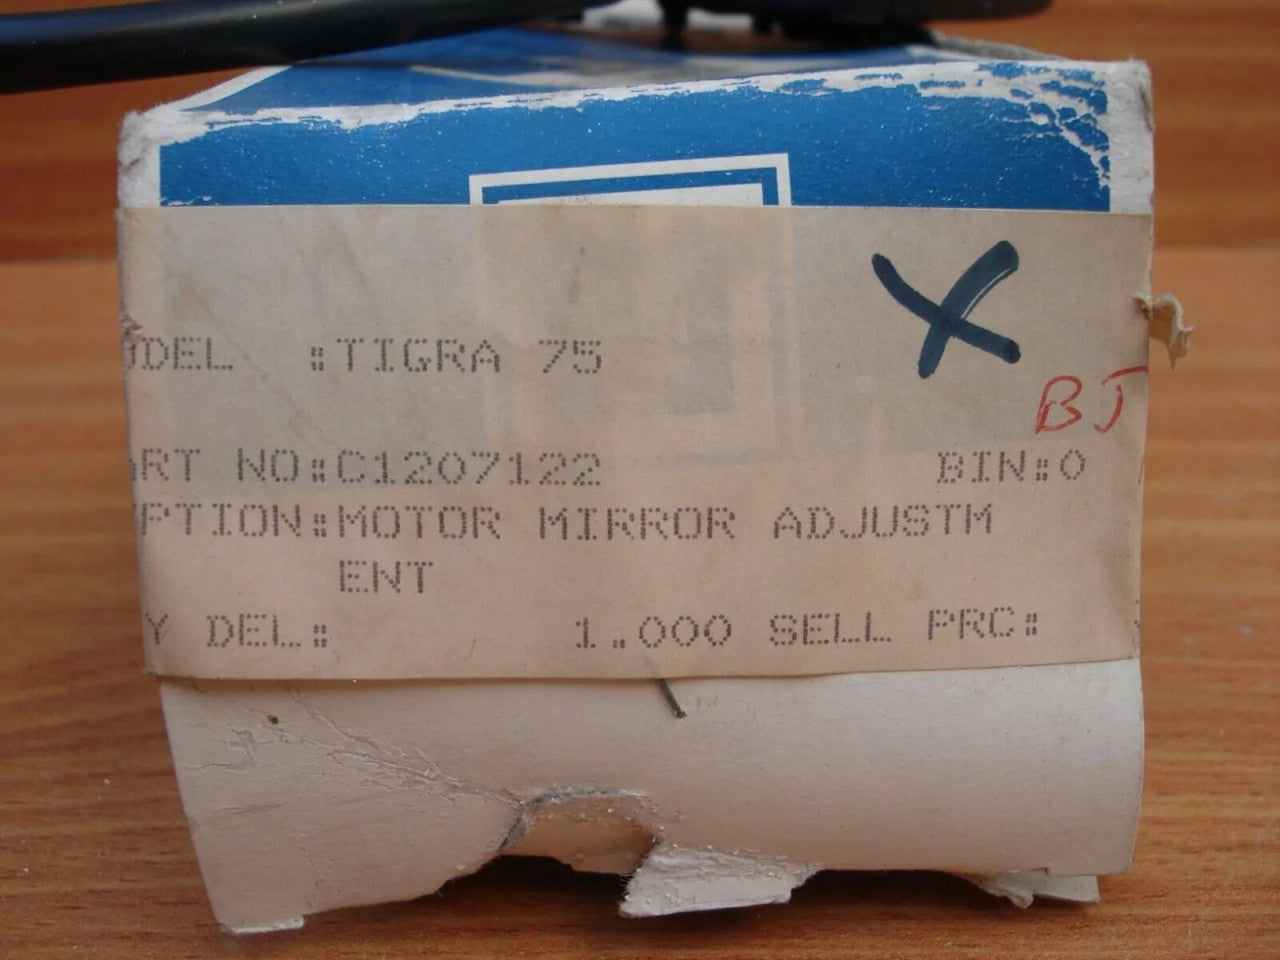 ODEL :TIGRA 75
BJ
ART NO:C1207122 BIN:0
PTION:MOTOR MIRROR ADJUSTM
ENT
Y DEL: 1.000 SELL PRC: